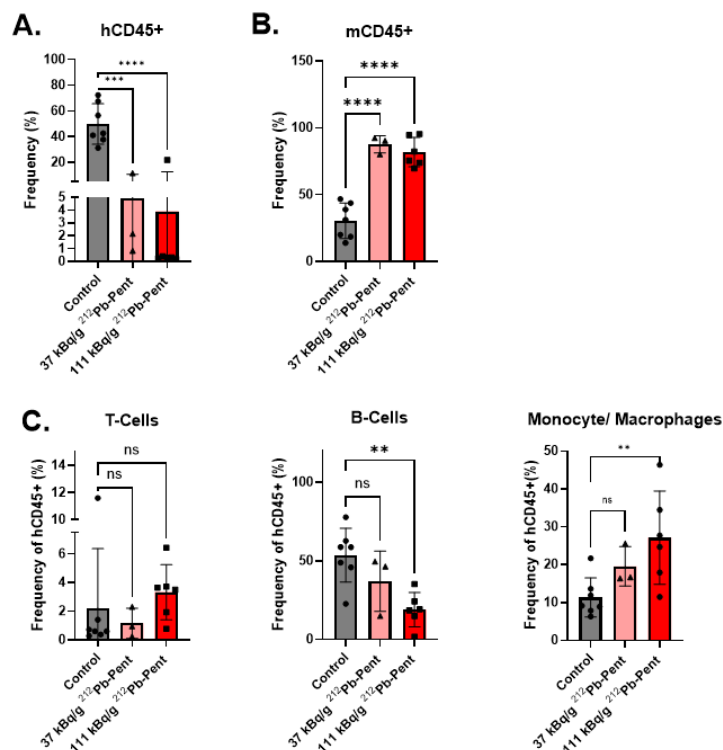 A.
hCD45+
Frequency (%)
100
80
60
40
20
5
4
3
2
1
0
***
****
Control
37 kBq/g ²¹²Pb-Pent
111 kBq/g ²¹²Pb-Pent
B.
mCD45+
Frequency (%)
150
100
50
0
****
****
Control
37 kBq/g ²¹²Pb-Pent
111 kBq/g ²¹²Pb-Pent
C.
T-Cells
Frequency of hCD45+ (%)
14
12
10
8
6
4
2
0
ns
ns
Control
37 kBq/g ²¹²Pb-Pent
111 kBq/g ²¹²Pb-Pent
B-Cells
Frequency of hCD45+ (%)
100
50
0
**
ns
Control
37 kBq/g ²¹²Pb-Pent
111 kBq/g ²¹²Pb-Pent
Monocyte/ Macrophages
Frequency of hCD45+(%)
50
40
30
20
10
0
**
ns
Control
37 kBq/g ²¹²Pb-Pent
111 kBq/g ²¹²Pb-Pent